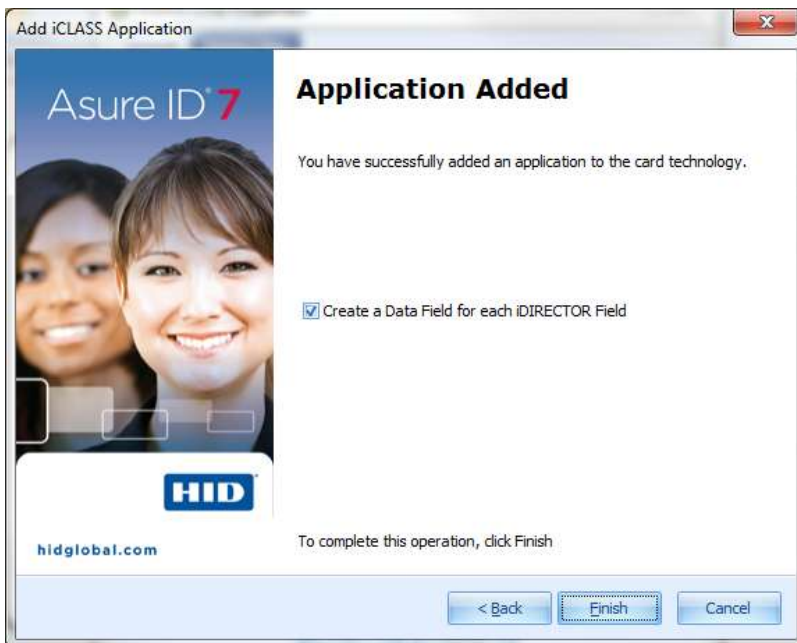 Add iCLASS Application
Asure ID® 7
Application Added
You have successfully added an application to the card technology.
Create a Data Field for each iDIRECTOR Field
HID
hidglobal.com
To complete this operation, click Finish
< Back
Finish
Cancel